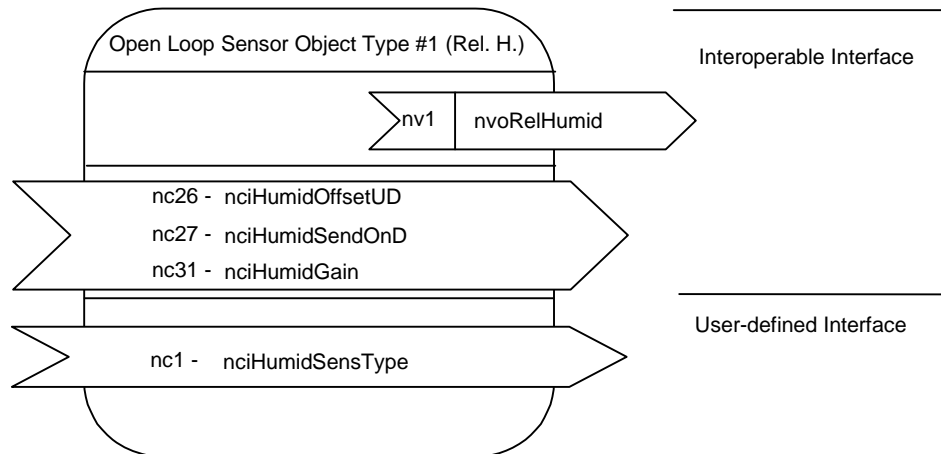 Open Loop Sensor Object Type #1 (Rel. H.)
Interoperable Interface
nv1 nvoRelHumid
nc26 - nciHumidOffsetUD
nc27 - nciHumidSendOnD
nc31 - nciHumidGain
User-defined Interface
nc1 - nciHumidSensType